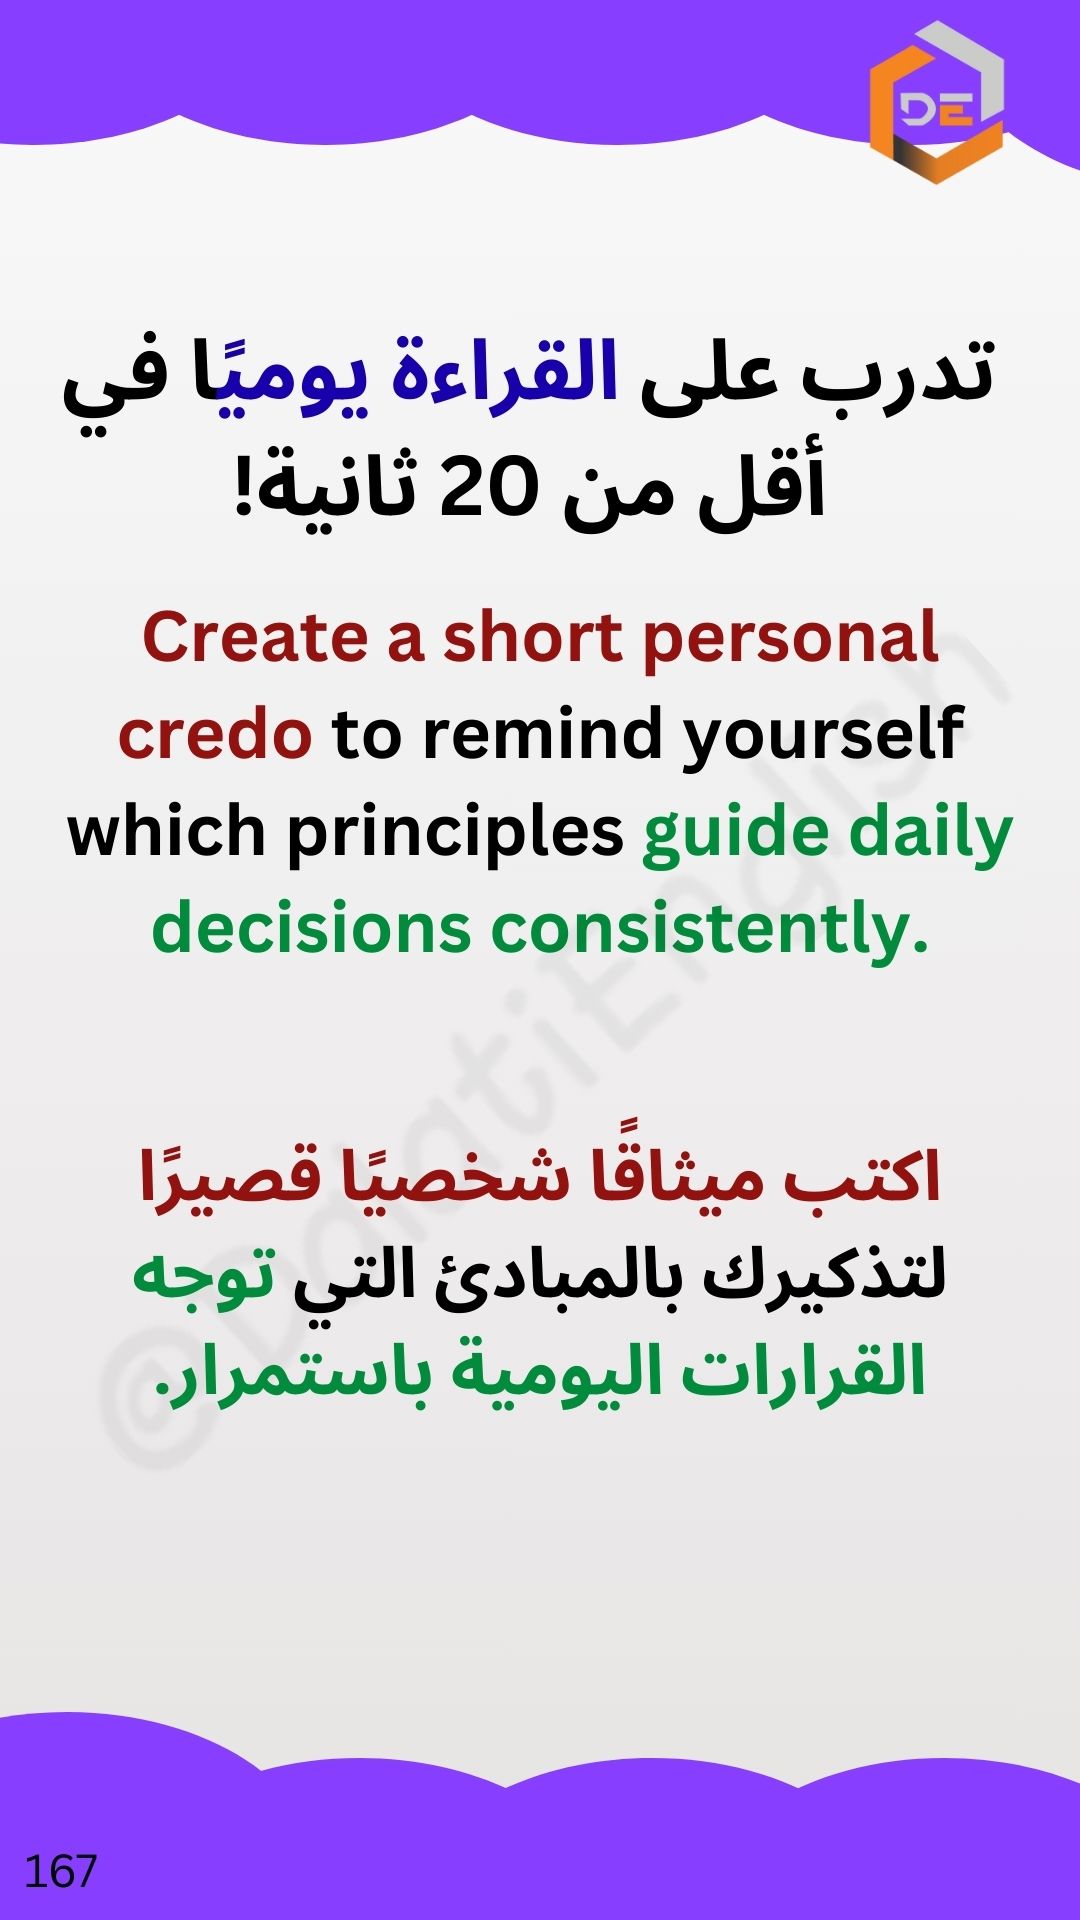 DE
تدرب على القراءة يوميًا في
أقل من 20 ثانية!
Create a short personal
credo to remind yourself
which principles guide daily
decisions consistently.
اكتب ميثاقًا شخصيًا قصيرًا
لتذكيرك بالمبادئ التي توجه
القرارات اليومية باستمرار.
@DdiatiEnglish
167